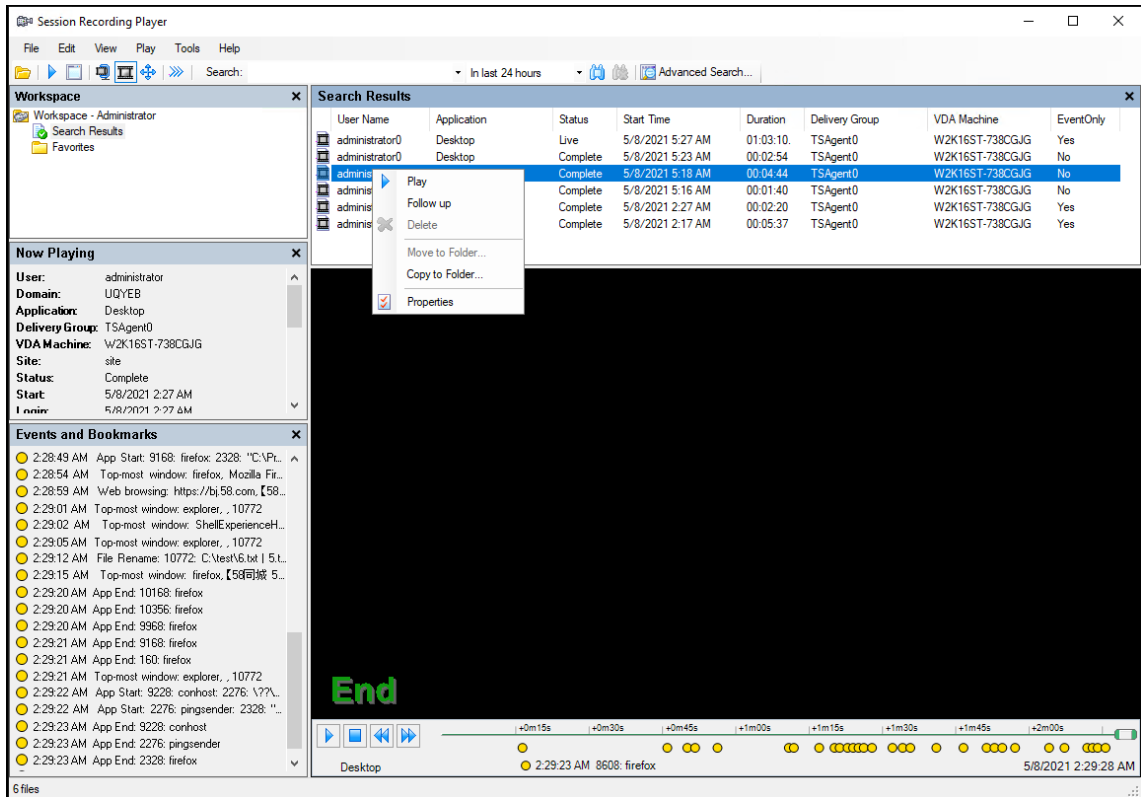 Session Recording Player
File Edit View Play Tools Help
Search: In last 24 hours Advanced Search...
Workspace
Workspace - Administrator
Search Results
Favorites
Search Results
User Name Application Status Start Time Duration Delivery Group VDA Machine EventOnly
administrator0 Desktop Live 5/8/2021 5:27 AM 01:03:10. TSAgent0 W2K16ST-738CGJG Yes
administrator0 Desktop Complete 5/8/2021 5:23 AM 00:02:54 TSAgent0 W2K16ST-738CGJG No
adminis Complete 5/8/2021 5:18 AM 00:04:44 TSAgent0 W2K16ST-738CGJG No
adminis Complete 5/8/2021 5:16 AM 00:01:40 TSAgent0 W2K16ST-738CGJG No
adminis Complete 5/8/2021 2:27 AM 00:02:20 TSAgent0 W2K16ST-738CGJG Yes
adminis Complete 5/8/2021 2:17 AM 00:05:37 TSAgent0 W2K16ST-738CGJG Yes
Play
Follow up
Delete
Move to Folder...
Copy to Folder...
Properties
Now Playing
User: administrator
Domain: UQYEB
Application: Desktop
Delivery Group: TSAgent0
VDA Machine: W2K16ST-738CGJG
Site: site
Status: Complete
Start: 5/8/2021 2:27 AM
Login: 5/8/2021 2:27 AM
Events and Bookmarks
2:28:49 AM App Start: 9168: firefox: 2328: "C:\Pr...
2:28:54 AM Top-most window: firefox, Mozilla Fir...
2:28:59 AM Web browsing: https://bj.58.com,【58...
2:29:01 AM Top-most window: explorer, , 10772
2:29:02 AM Top-most window: ShellExperienceH...
2:29:05 AM Top-most window: explorer, , 10772
2:29:12 AM File Rename: 10772: C:\test\6.txt | 5.t...
2:29:15 AM Top-most window: firefox,【58同城 5...
2:29:20 AM App End: 10168: firefox
2:29:20 AM App End: 10356: firefox
2:29:20 AM App End: 9968: firefox
2:29:21 AM App End: 9168: firefox
2:29:21 AM App End: 160: firefox
2:29:21 AM Top-most window: explorer, , 10772
2:29:22 AM App Start: 9228: conhost: 2276: \??\...
2:29:22 AM App Start: 2276: pingsender: 2328: "...
2:29:23 AM App End: 9228: conhost
2:29:23 AM App End: 2276: pingsender
2:29:23 AM App End: 2328: firefox
End
+0m15s +0m30s +0m45s +1m00s +1m15s +1m30s +1m45s +2m00s
Desktop 2:29:23 AM 8608: firefox 5/8/2021 2:29:28 AM
6 files